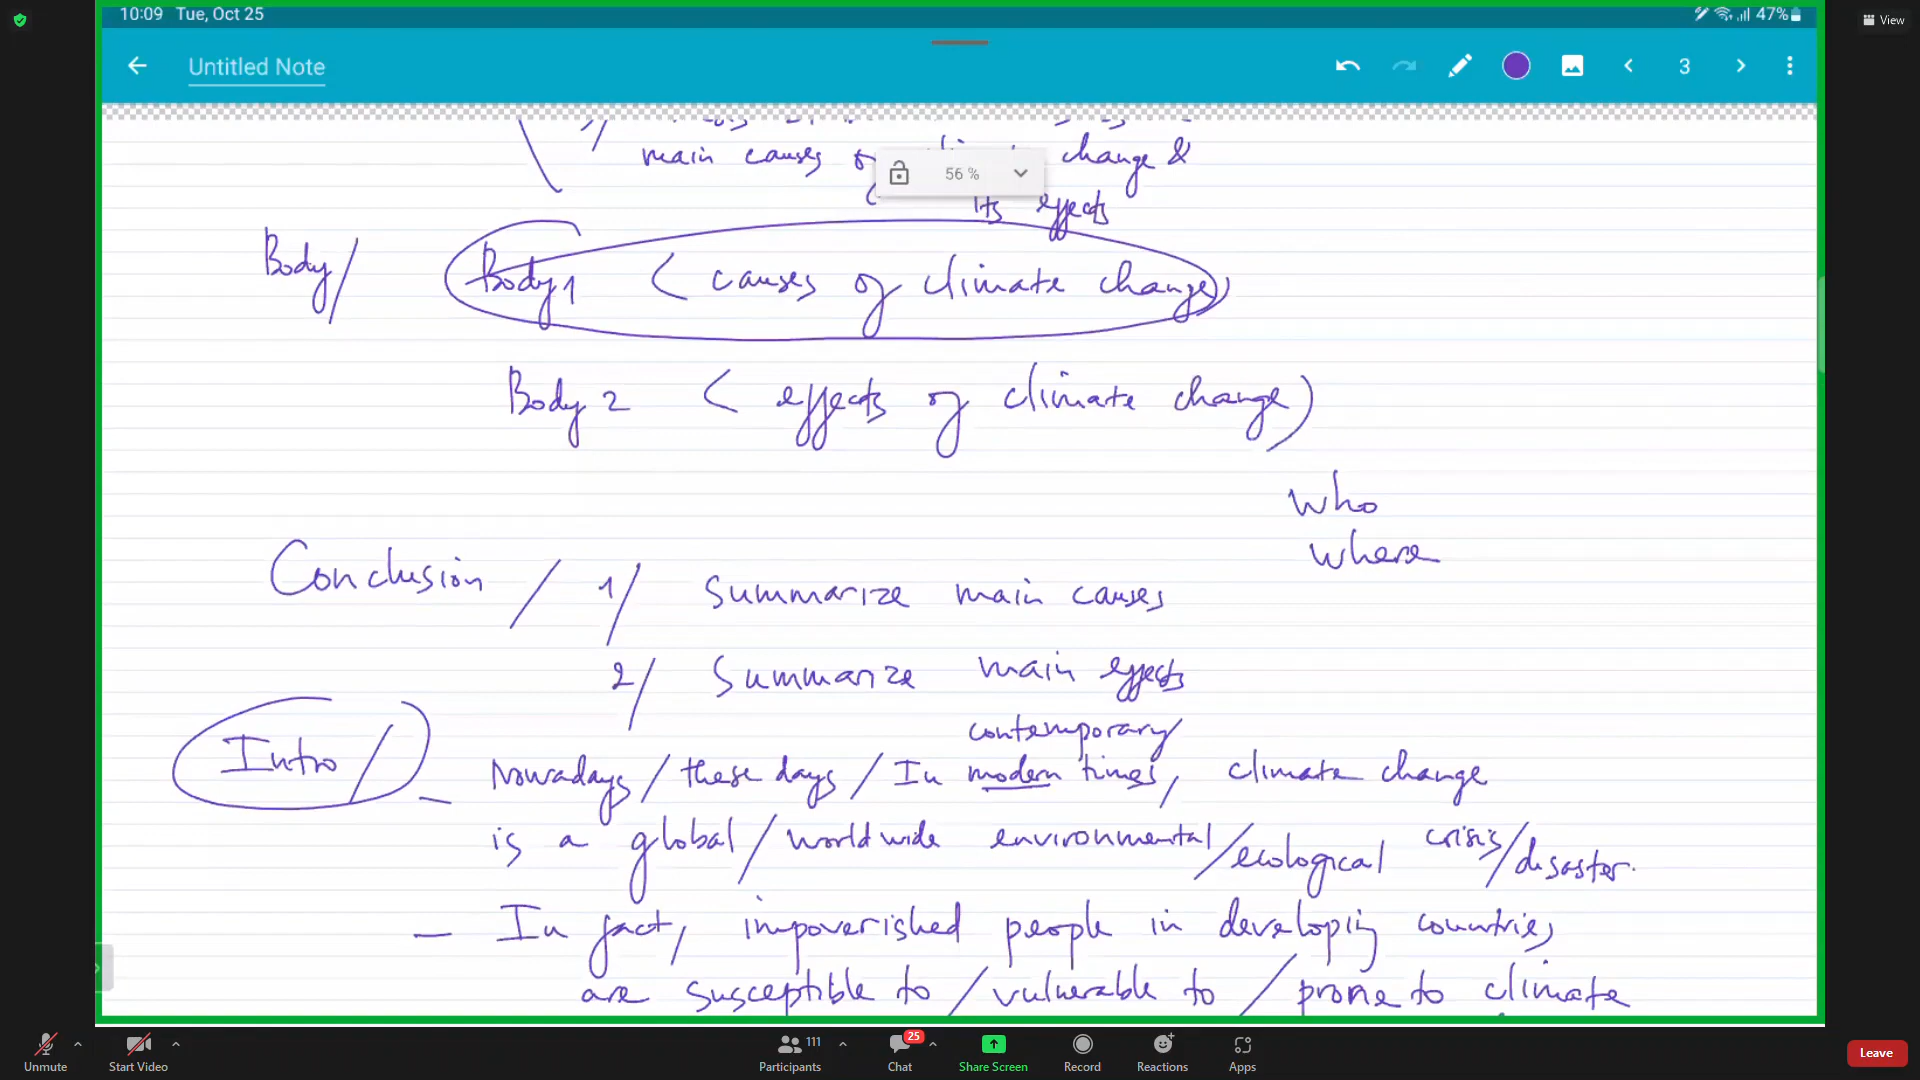 10:09 Tue, Oct 25
47%
View
Untitled Note
3
main causes change &
56 %
its effects
Body/ Body 1 ( causes of climate change)
Body 2 ( effects of climate change)
who
where
Conclusion / 1/ Summarize main causes
2/ Summarize main effects
contemporary
Intro/ - Nowadays / these days / In modern times, climate change
is a global / worldwide environmental / ecological crisis / disaster.
- In fact, impoverished people in developing countries
are susceptible to / vulnerable to / prone to climate
Unmute
Start Video
111
Participants
25
Chat
Share Screen
Record
Reactions
Apps
Leave